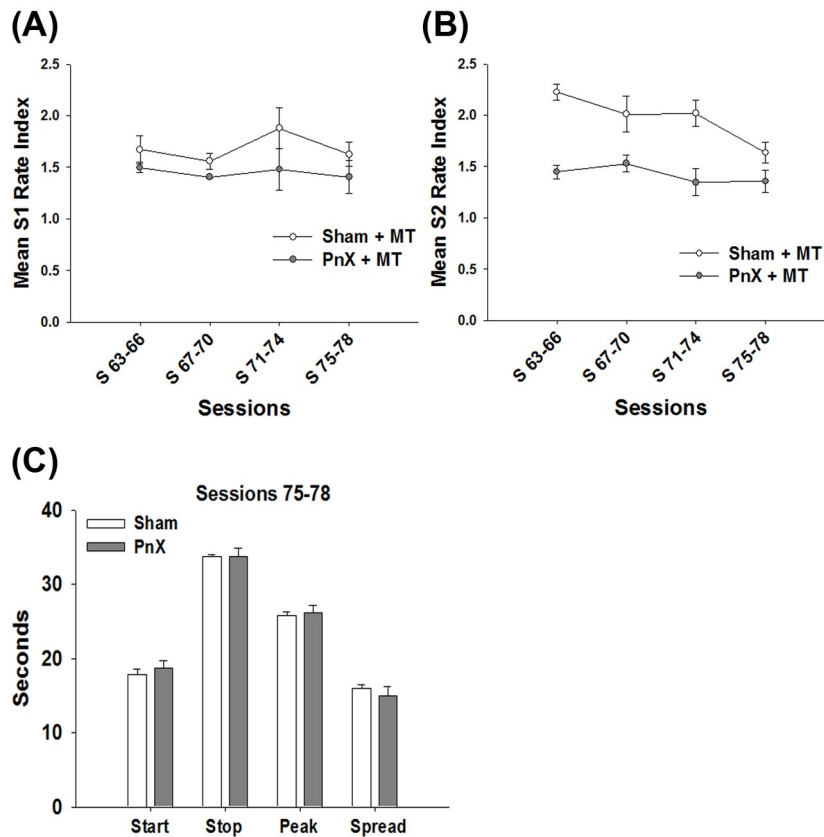 (A)
2.5
2.0
1.5
1.0
0.5
0.0
Mean S1 Rate Index
Sham + MT
PnX + MT
S 63-66
S 67-70
S 71-74
S 75-78
Sessions
(B)
2.5
2.0
1.5
1.0
0.5
0.0
Mean S2 Rate Index
Sham + MT
PnX + MT
S 63-66
S 67-70
S 71-74
S 75-78
Sessions
(C)
Sessions 75-78
40
30
20
10
0
Seconds
Sham
PnX
Start
Stop
Peak
Spread